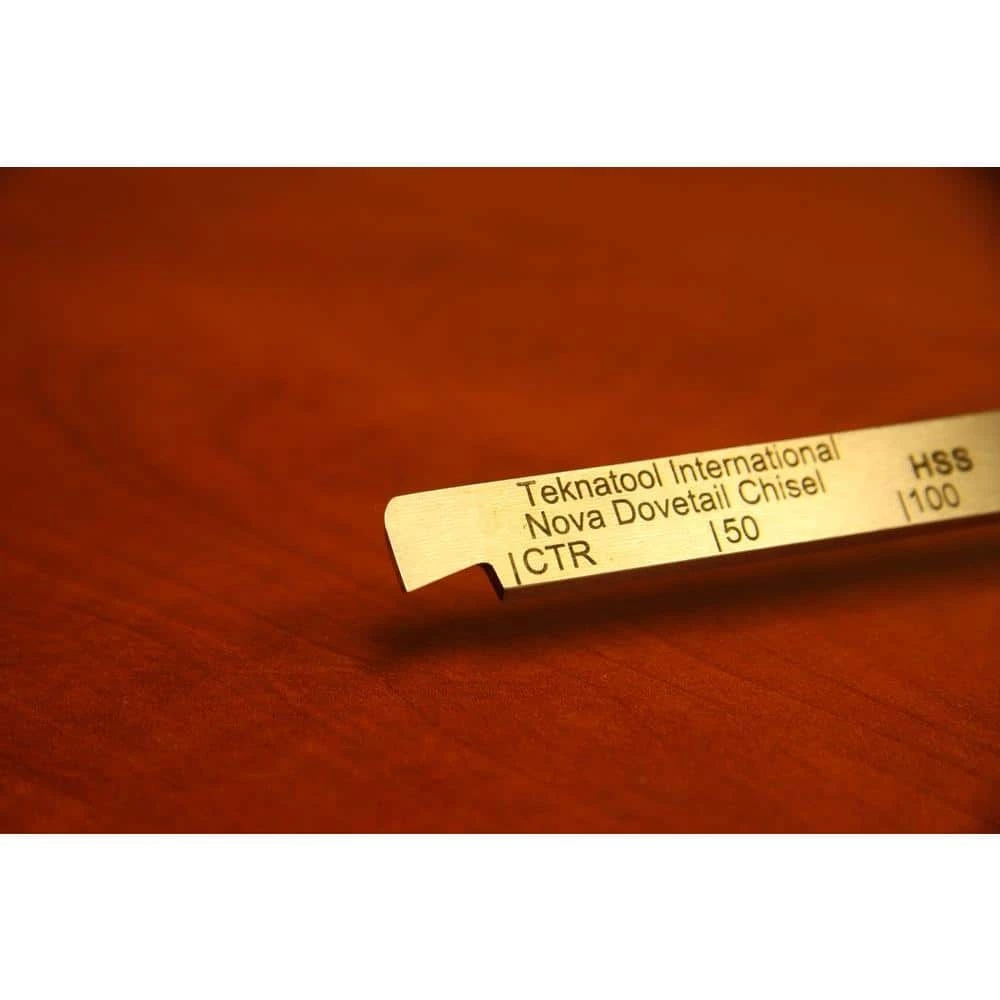 Teknatool International
Nova Dovetail Chisel
HSS
|CTR |50 |100